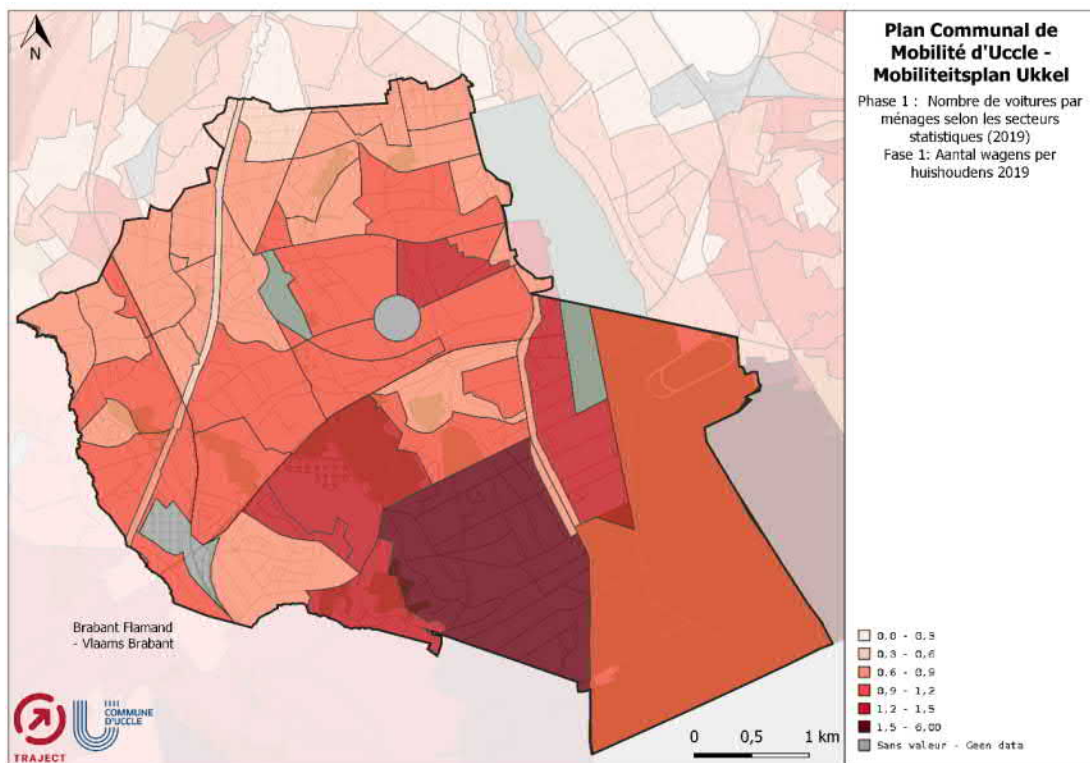 N
Plan Communal de
Mobilité d'Uccle -
Mobiliteitsplan Ukkel
Phase 1 : Nombre de voitures par
ménages selon les secteurs
statistiques (2019)
Fase 1: Aantal wagens per
huishoudens 2019
Brabant Flamand
- Vlaams Brabant
0,0 - 0,3
0,3 - 0,6
0,6 - 0,9
0,9 - 1,2
1,2 - 1,5
1,5 - 6,00
Sans valeur - Geen data
TRAJECT
COMMUNE
D'UCCLE
0 0,5 1 km